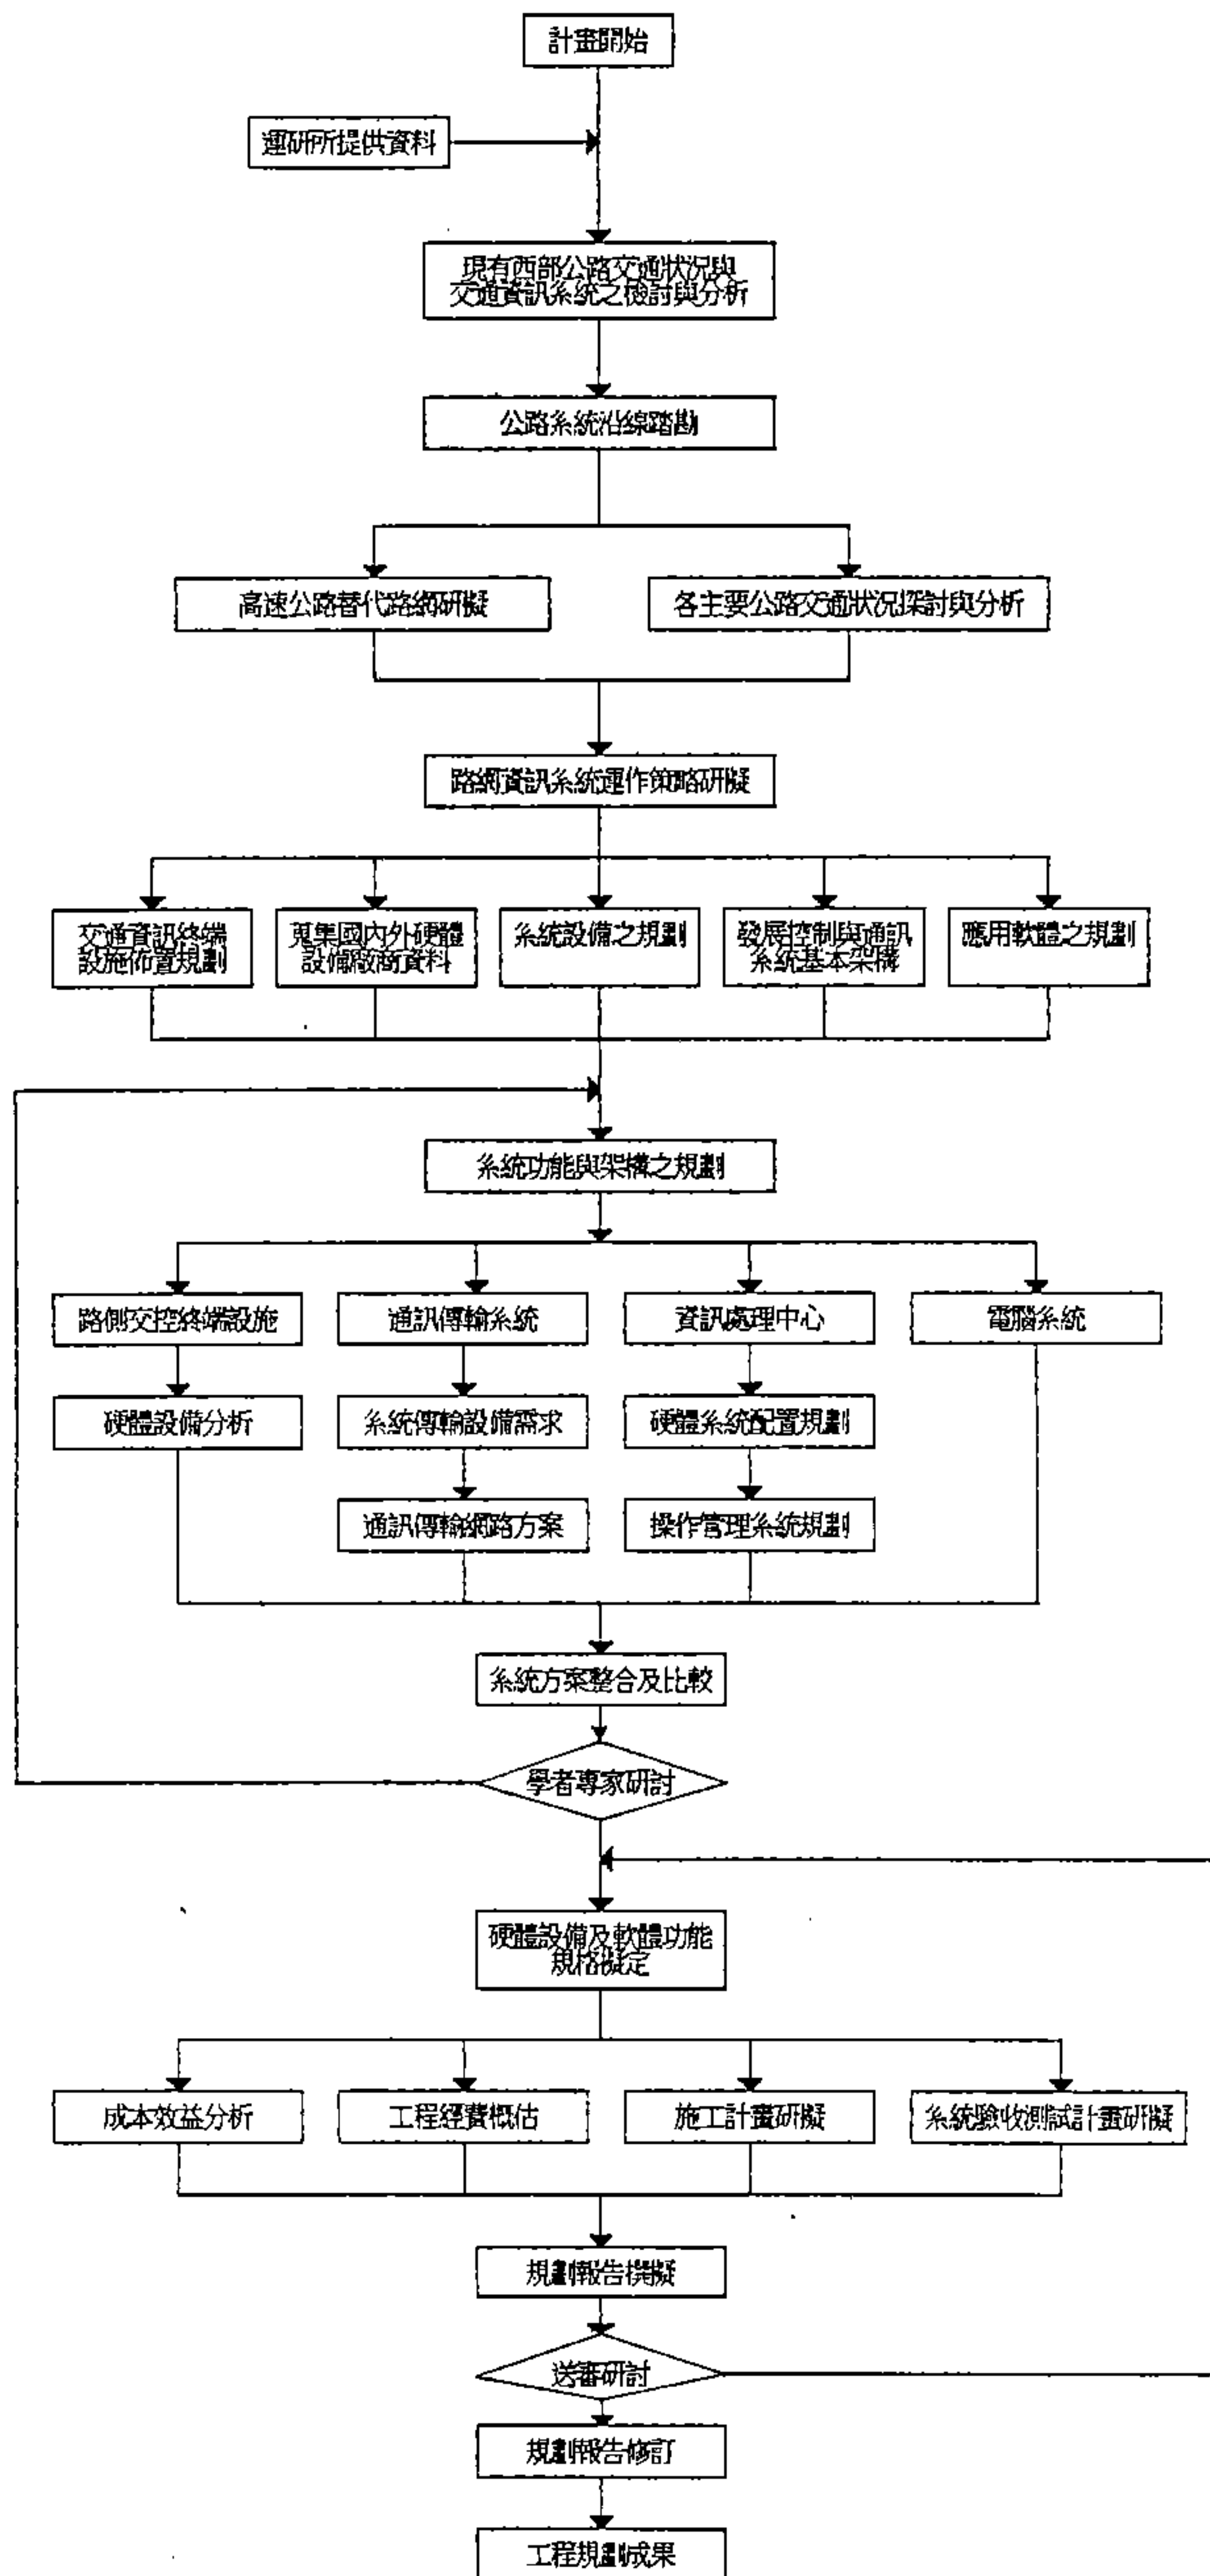 計畫開始
運研所提供資料
現有西部公路交通狀況與
交通資訊系統之檢討與分析
公路系統沿線踏勘
高速公路替代路網研擬
各主要公路交通狀況探討與分析
路網資訊系統運作策略研擬
交通資訊終端
設施佈置規劃
蒐集國內外硬體
設備廠商資料
系統設備之規劃
發展控制與通訊
系統基本架構
應用軟體之規劃
系統功能與架構之規劃
路側交控終端設施
通訊傳輸系統
資訊處理中心
電腦系統
硬體設備分析
系統傳輸設備需求
硬體系統配置規劃
通訊傳輸網路方案
操作管理系統規劃
系統方案整合及比較
學者專家研討
硬體設備及軟體功能
規格擬定
成本效益分析
工程經費概估
施工計畫研擬
系統驗收測試計畫研擬
規劃報告撰擬
送審研討
規劃報告修訂
工程規劃成果